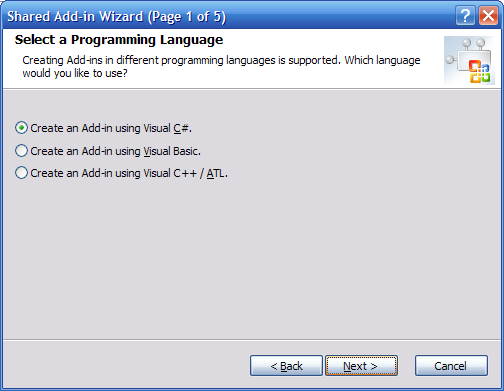 Shared Add-in Wizard (Page 1 of 5)
Select a Programming Language
Creating Add-ins in different programming languages is supported. Which language
would you like to use?
Create an Add-in using Visual C#.
Create an Add-in using Visual Basic.
Create an Add-in using Visual C++ / ATL.
< Back Next > Cancel